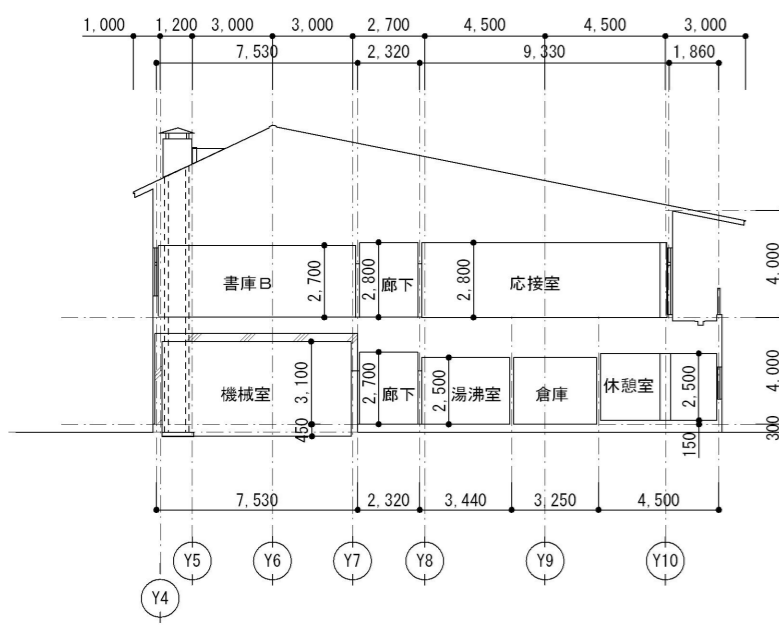 1,000 1,200 3,000 3,000 2,700 4,500 4,500 3,000
7,530 2,320 9,330 1,860
書庫B 2,700 2,800 廊下 2,800 応接室 4,000
機械室 3,100 2,700 廊下 2,500 湯沸室 倉庫 休憩室 2,500 4,000
450 150 300
7,530 2,320 3,440 3,250 4,500
Y5 Y6 Y7 Y8 Y9 Y10
Y4